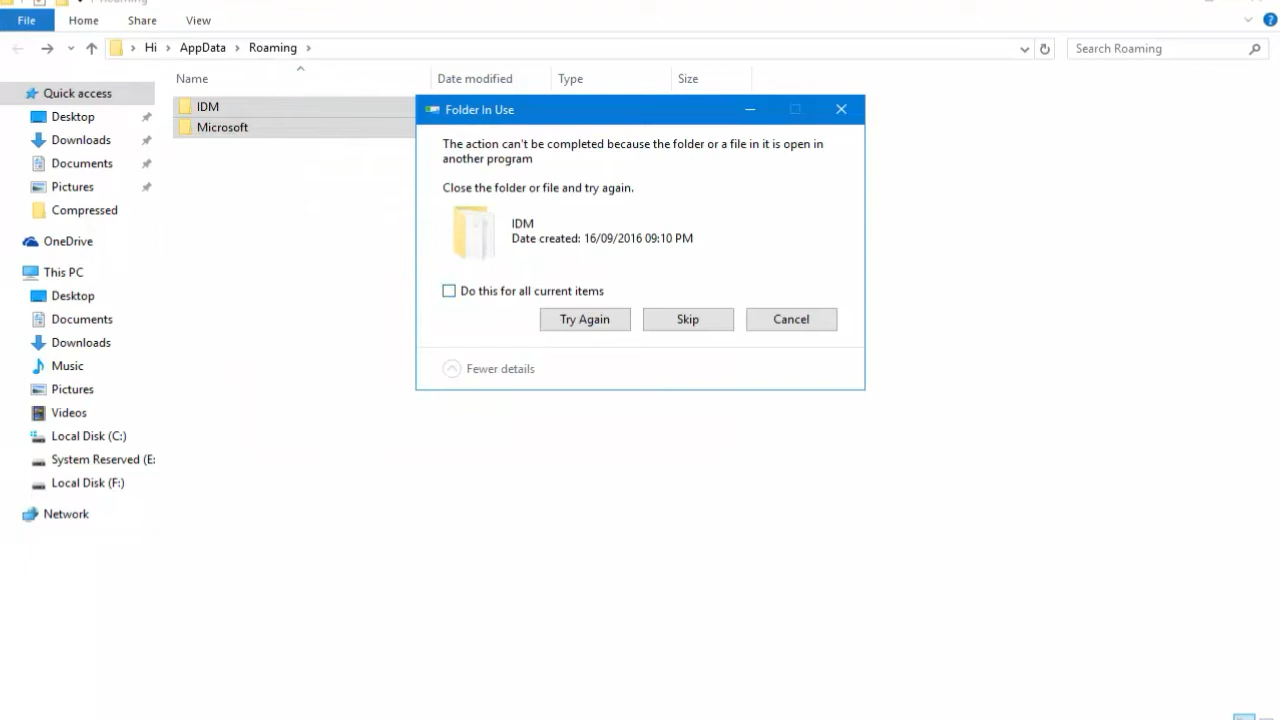 File Home Share View
Hi AppData Roaming
Search Roaming
Name Date modified Type Size
Quick access
Desktop
Downloads
Documents
Pictures
Compressed
OneDrive
This PC
Desktop
Documents
Downloads
Music
Pictures
Videos
Local Disk (C:)
System Reserved (E:
Local Disk (F:)
Network
IDM
Microsoft
Folder In Use
The action can't be completed because the folder or a file in it is open in
another program
Close the folder or file and try again.
IDM
Date created: 16/09/2016 09:10 PM
Do this for all current items
Try Again Skip Cancel
Fewer details